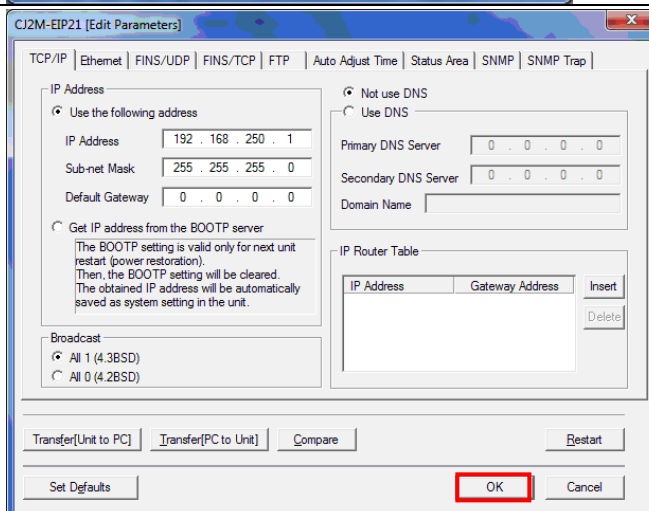 CJ2M-EIP21 [Edit Parameters]
TCP/IP Ethernet FINS/UDP FINS/TCP FTP Auto Adjust Time Status Area SNMP SNMP Trap
IP Address
Use the following address
IP Address 192 . 168 . 250 . 1
Sub-net Mask 255 . 255 . 255 . 0
Default Gateway 0 . 0 . 0 . 0
Get IP address from the BOOTP server
The BOOTP setting is valid only for next unit
restart (power restoration).
Then, the BOOTP setting will be cleared.
The obtained IP address will be automatically
saved as system setting in the unit.
Broadcast
All 1 (4.3BSD)
All 0 (4.2BSD)
Not use DNS
Use DNS
Primary DNS Server 0 . 0 . 0 . 0
Secondary DNS Server 0 . 0 . 0 . 0
Domain Name
IP Router Table
IP Address Gateway Address
Insert
Delete
Transfer[Unit to PC] Transfer[PC to Unit] Compare Restart
Set Defaults OK Cancel